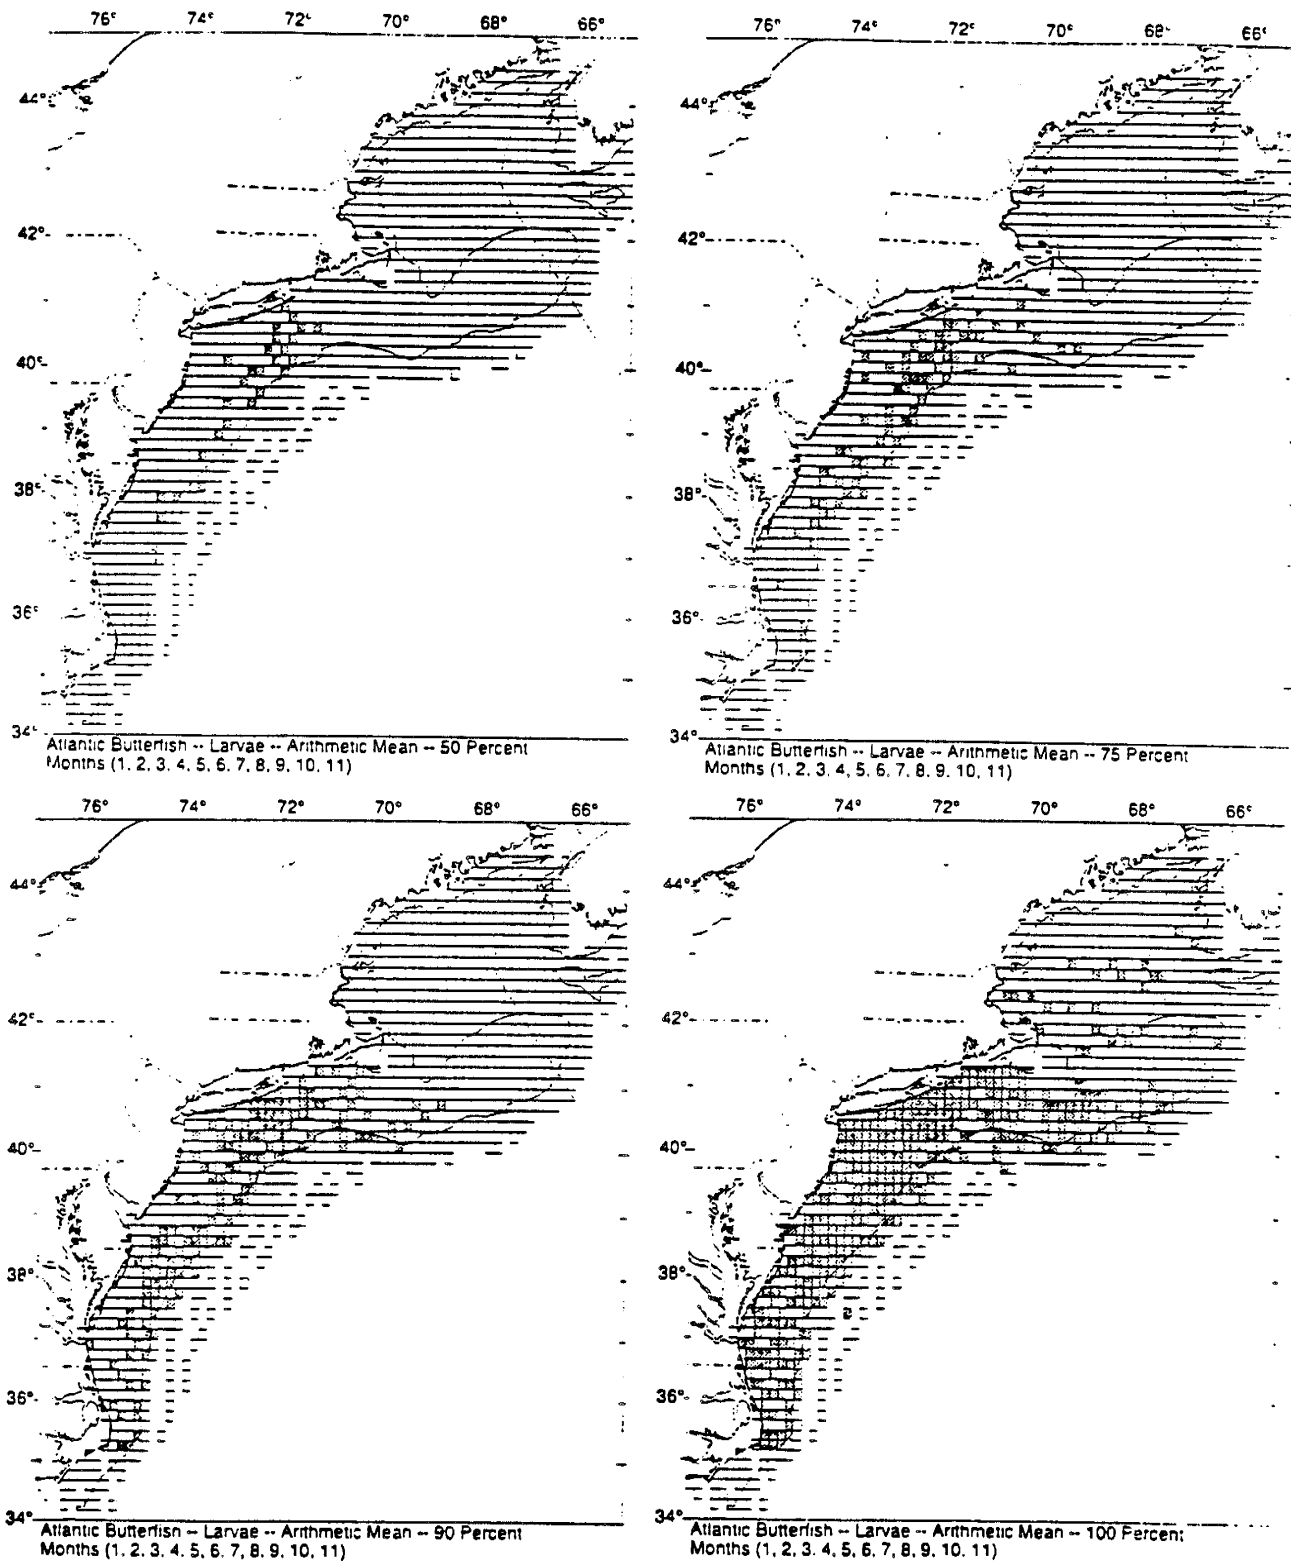 76° 74° 72° 70° 68° 66°
44°
42°
40°
38°
36°
34°
Atlantic Butterfish -- Larvae -- Arithmetic Mean -- 50 Percent
Months (1, 2, 3, 4, 5, 6, 7, 8, 9, 10, 11)
76° 74° 72° 70° 68° 66°
44°
42°
40°
38°
36°
34°
Atlantic Butterfish -- Larvae -- Arithmetic Mean -- 75 Percent
Months (1, 2, 3, 4, 5, 6, 7, 8, 9, 10, 11)
76° 74° 72° 70° 68° 66°
44°
42°
40°
38°
36°
34°
Atlantic Butterfish -- Larvae -- Arithmetic Mean -- 90 Percent
Months (1, 2, 3, 4, 5, 6, 7, 8, 9, 10, 11)
76° 74° 72° 70° 68° 66°
44°
42°
40°
38°
36°
34°
Atlantic Butterfish -- Larvae -- Arithmetic Mean -- 100 Percent
Months (1, 2, 3, 4, 5, 6, 7, 8, 9, 10, 11)